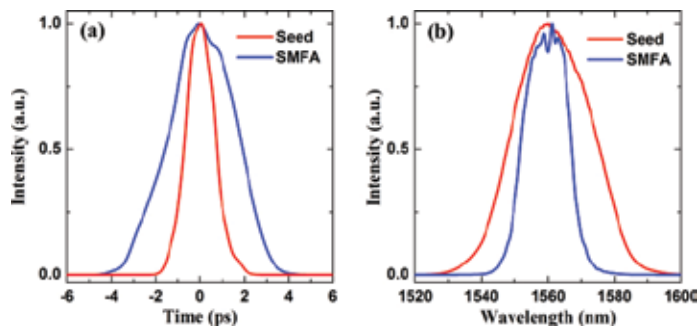 (a)
Seed
SMFA
Intensity (a.u.)
1.0
0.5
0.0
-6 -4 -2 0 2 4 6
Time (ps)
(b)
Seed
SMFA
Intensity (a.u.)
1.0
0.5
0.0
1520 1540 1560 1580 1600
Wavelength (nm)